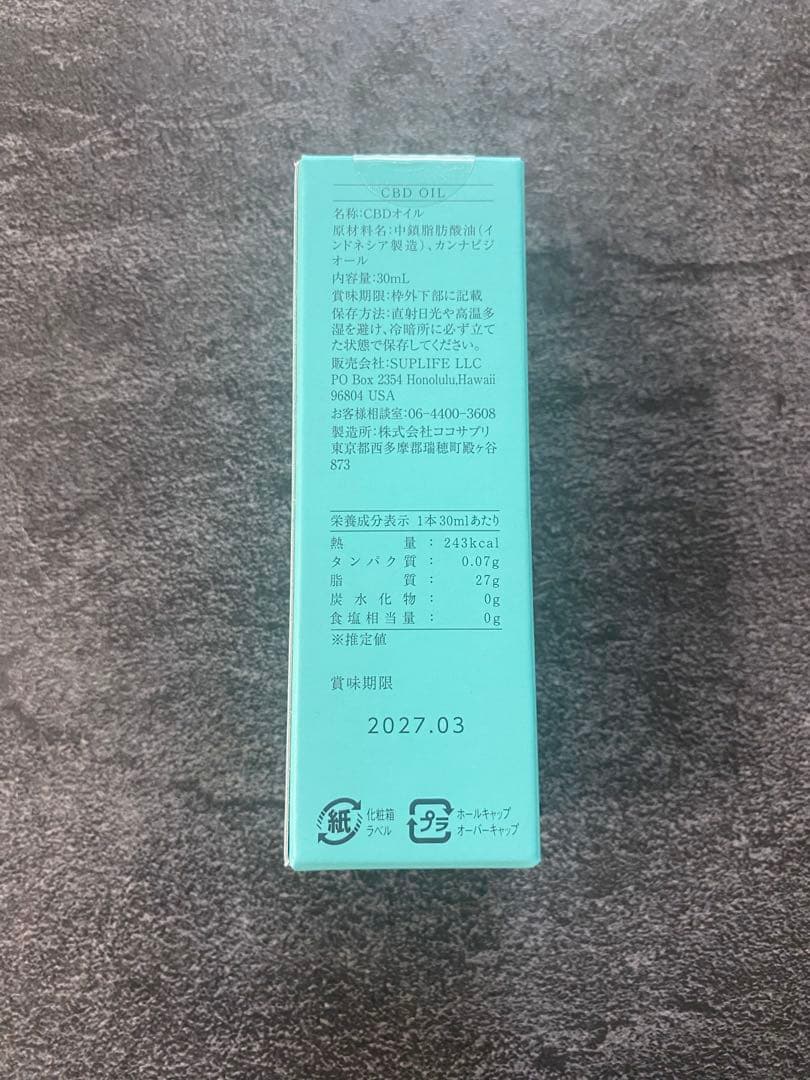 CBD OIL
名称:CBDオイル
原材料名:中鎖脂肪酸油(イ
ンドネシア製造)、カンナビジ
オール
内容量:30mL
賞味期限:枠外下部に記載
保存方法:直射日光や高温多
湿を避け、冷暗所に必ず立て
た状態で保存してください。
販売会社:SUPLIFE LLC
PO Box 2354 Honolulu,Hawaii
96804 USA
お客様相談室:06-4400-3608
製造所:株式会社ココサプリ
東京都西多摩郡瑞穂町殿ヶ谷
873
栄養成分表示 1本30mlあたり
熱量:243kcal
タンパク質:0.07g
脂質:27g
炭水化物:0g
食塩相当量:0g
※推定値
賞味期限
2027.03
紙 化粧箱
ラベル
プラ ホールキャップ
オーバーキャップ